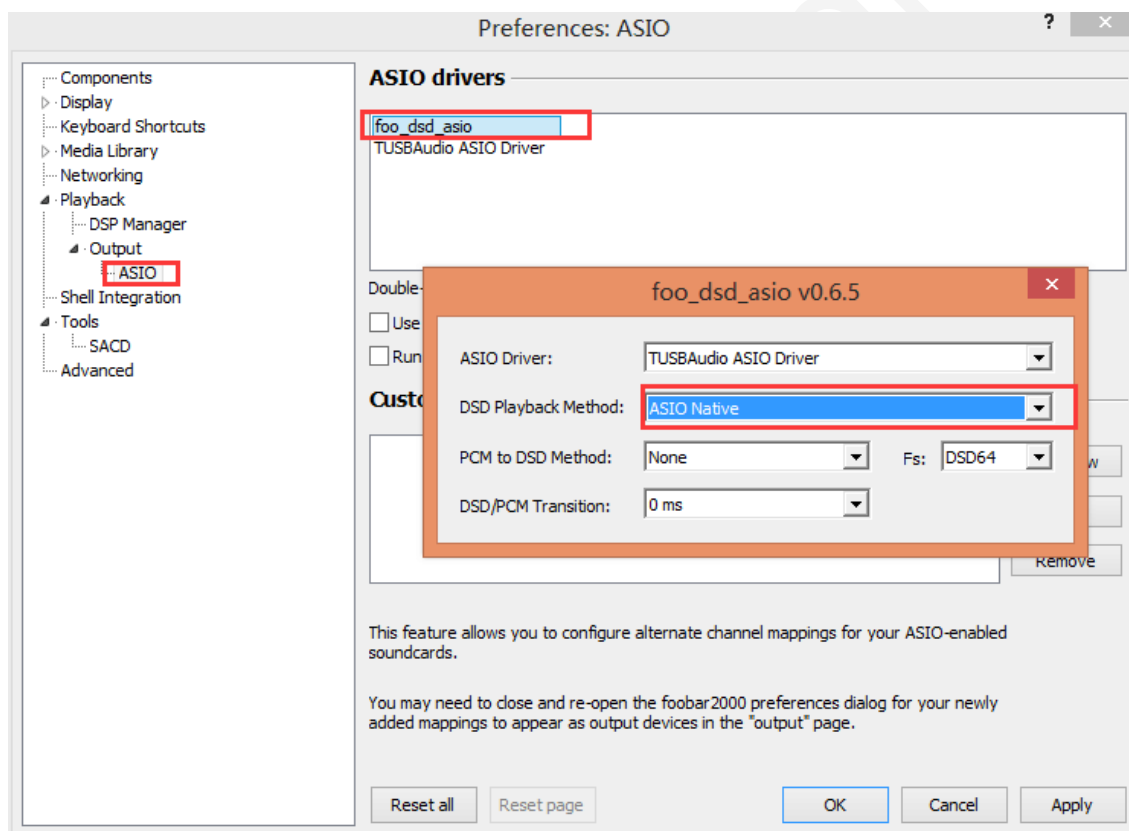 Preferences: ASIO
?
Components
Display
Keyboard Shortcuts
Media Library
Networking
Playback
DSP Manager
Output
ASIO
Shell Integration
Tools
SACD
Advanced
ASIO drivers
foo_dsd_asio
TUSBAudio ASIO Driver
Double-
Use
Run
Custo
foo_dsd_asio v0.6.5
ASIO Driver: TUSBAudio ASIO Driver
DSD Playback Method: ASIO Native
PCM to DSD Method: None Fs: DSD64
DSD/PCM Transition: 0 ms
w
Remove
This feature allows you to configure alternate channel mappings for your ASIO-enabled
soundcards.
You may need to close and re-open the foobar2000 preferences dialog for your newly
added mappings to appear as output devices in the "output" page.
Reset all Reset page OK Cancel Apply